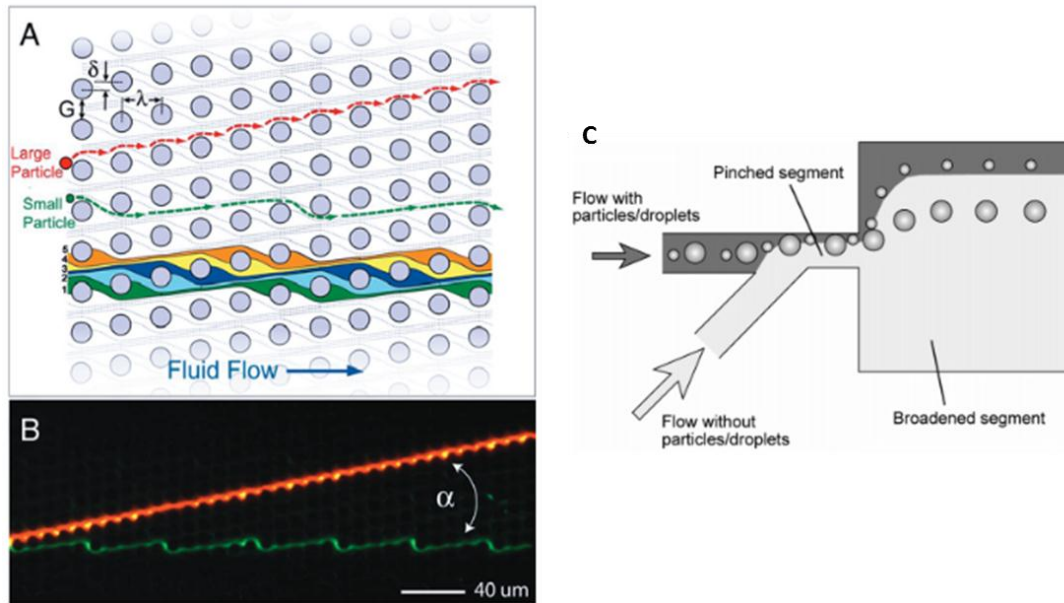 A
δ
λ
G
Large
Particle
Small
Particle
5
4
3
2
1
Fluid Flow
B
α
40 um
C
Pinched segment
Flow with
particles/droplets
Flow without
particles/droplets
Broadened segment